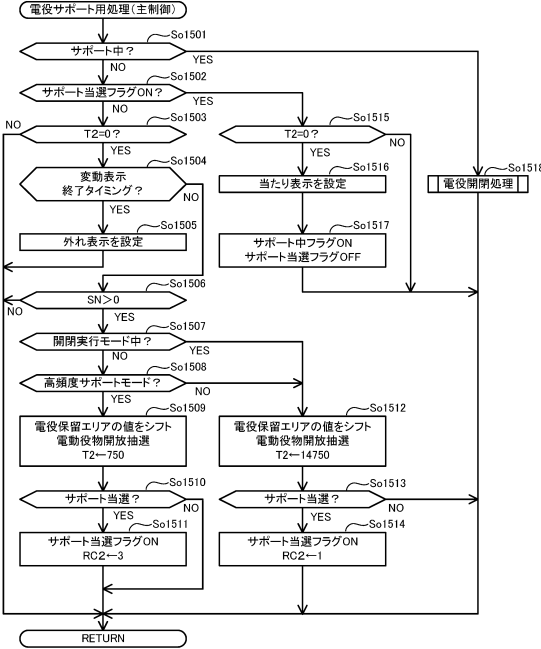 電役サポート用処理(主制御)
So1501
サポート中?
YES
NO
So1502
サポート当選フラグON?
YES
NO
So1503
NO
T2=0?
YES
So1504
変動表示
終了タイミング?
NO
YES
So1505
外れ表示を設定
So1515
T2=0?
NO
YES
So1516
当たり表示を設定
So1517
サポート中フラグON
サポート当選フラグOFF
So1518
電役開閉処理
So1506
SN>0
NO
YES
So1507
開閉実行モード中?
YES
NO
So1508
高頻度サポートモード?
NO
YES
So1509
電役保留エリアの値をシフト
電動役物開放抽選
T2←750
So1510
サポート当選?
NO
YES
So1511
サポート当選フラグON
RC2←3
So1512
電役保留エリアの値をシフト
電動役物開放抽選
T2←14750
So1513
サポート当選?
NO
YES
So1514
サポート当選フラグON
RC2←1
RETURN